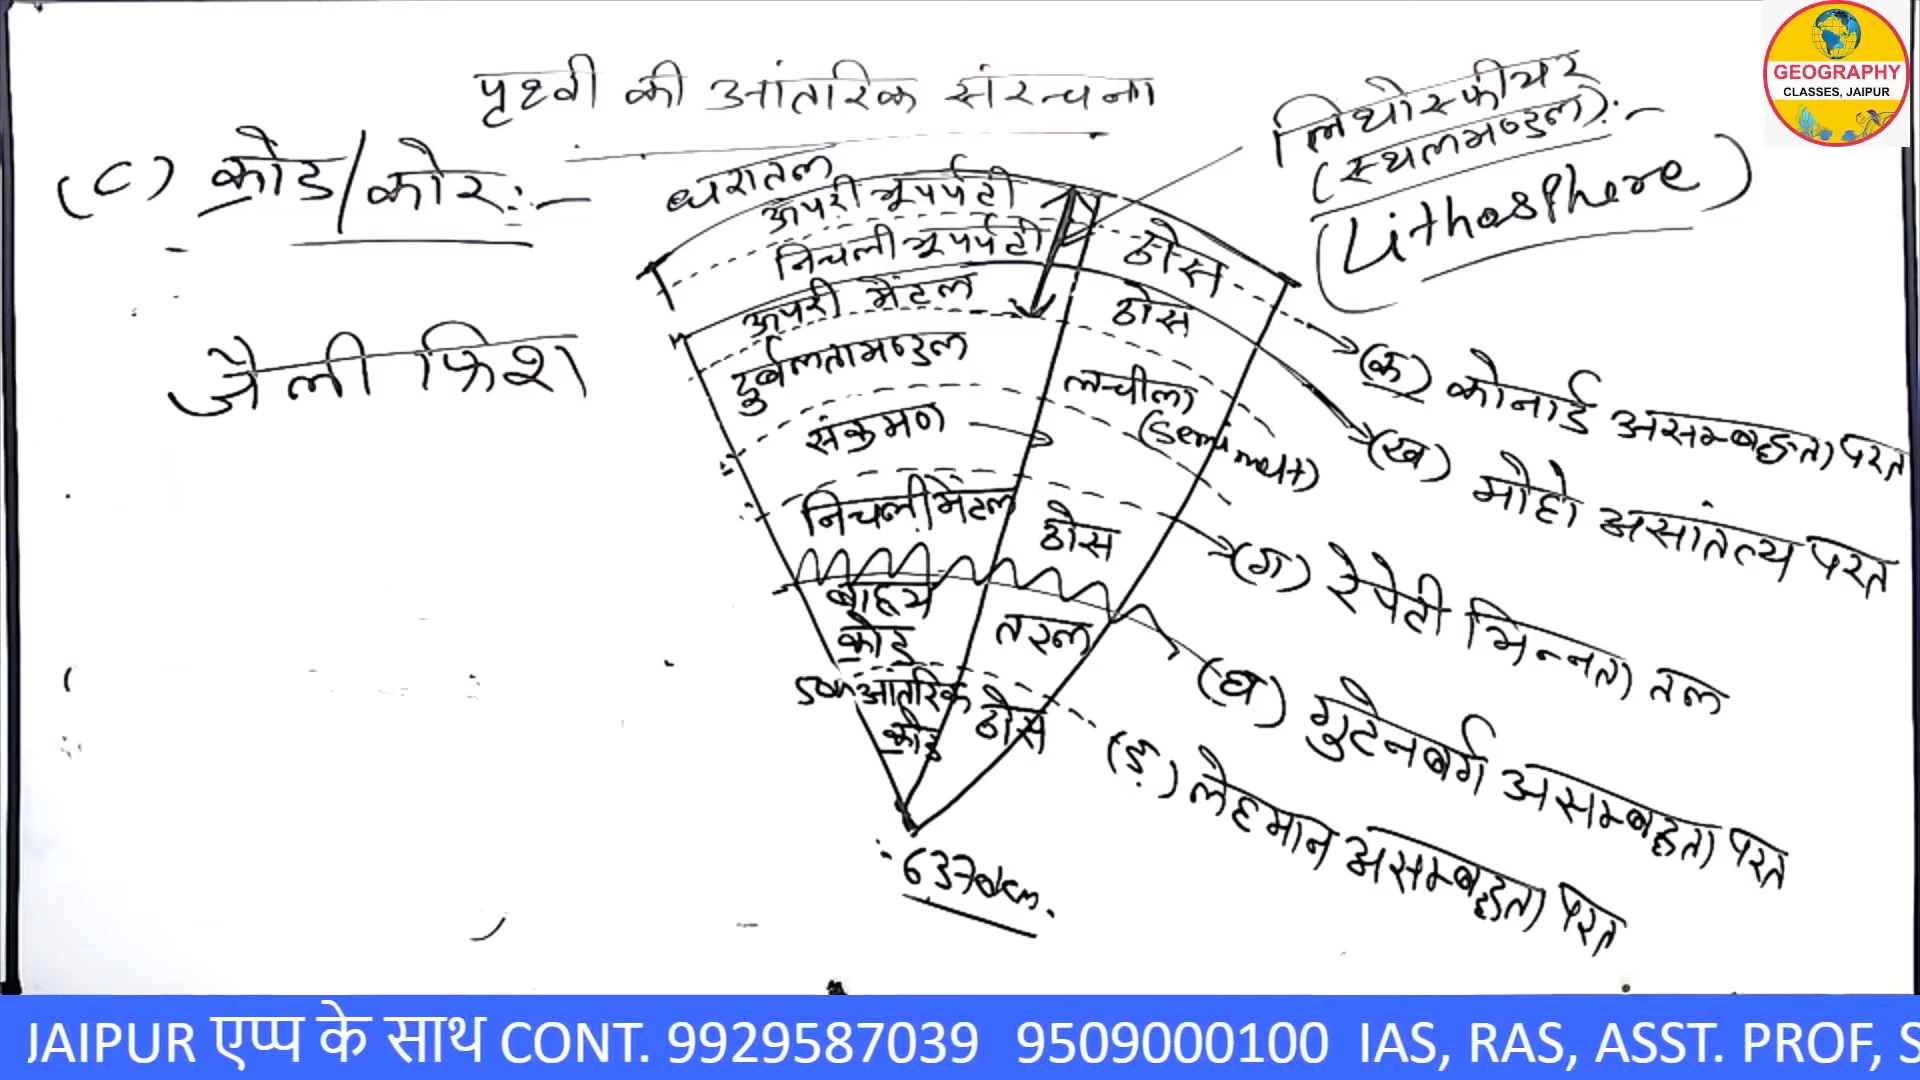 पृथ्वी की आंतरिक संरचना
(C) क्रोड/कोर:-
जैली फिश
लिथोस्फीयर
(स्थलमण्डल):-
(Lithosphere)
धरातल
ऊपरी भूपर्पटी
निचली भूपर्पटी
ठोस
ऊपरी मेंटल
ठोस
दुर्बलतामण्डल
लचीला
(semi melt)
संक्रमण
निचली मेंटल
ठोस
बाह्य
क्रोड
तरल
आंतरिक
क्रोड
ठोस
6370km.
(क) कोनार्ड असम्बद्धता परत
(ख) मोहो असांतत्य परत
(ग) रेपेटी भिन्नता तल
(घ) गुटेनबर्ग असम्बद्धता परत
(ड़) लेहमान असम्बद्धता परत
GEOGRAPHY
CLASSES, JAIPUR
JAIPUR एप्प के साथ CONT. 9929587039 9509000100 IAS, RAS, ASST. PROF, S